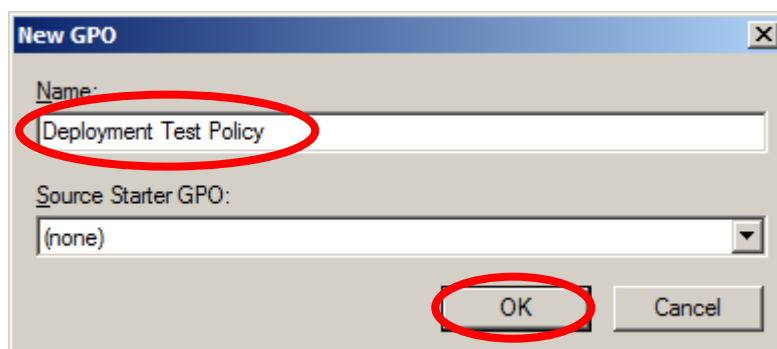 New GPO
Name:
Deployment Test Policy
Source Starter GPO:
(none)
OK Cancel